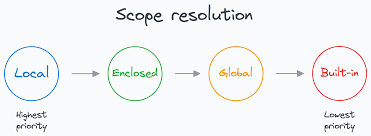 Scope resolution
Local
Enclosed
Global
Built-in
Highest
priority
Lowest
priority